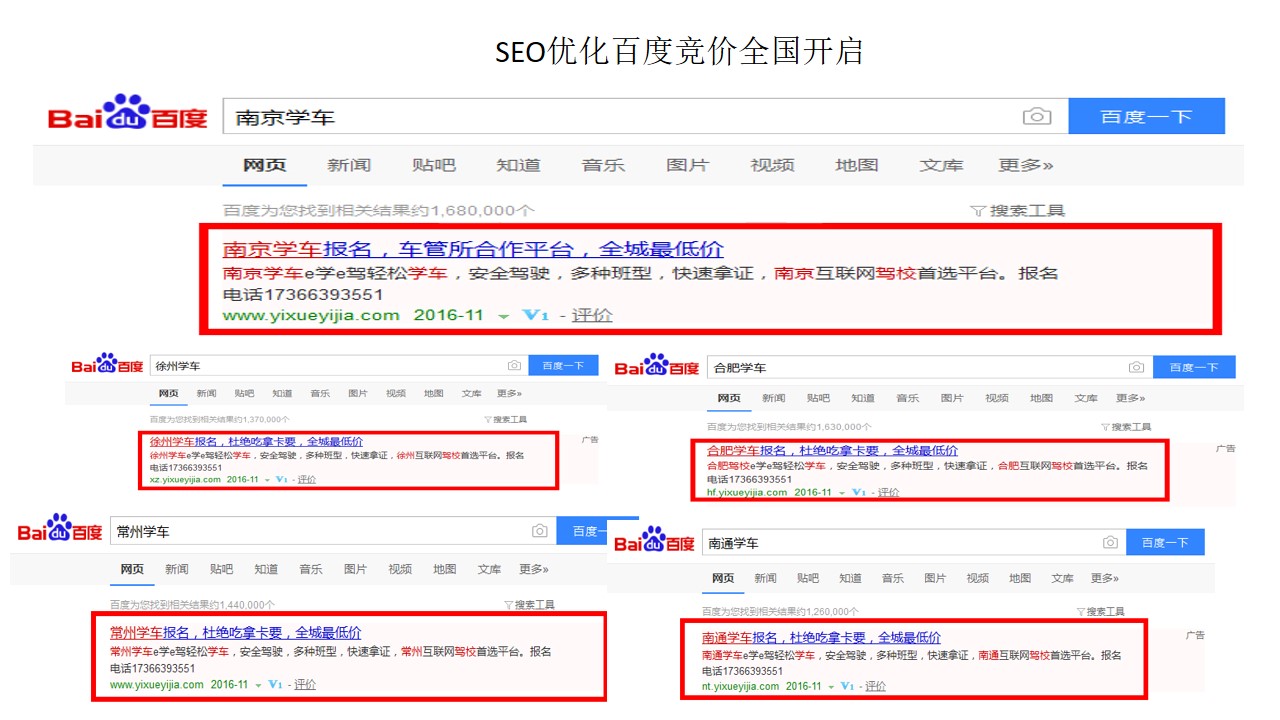 SEO优化百度竞价全国开启
Bai du 百度 南京学车 百度一下
网页 新闻 贴吧 知道 音乐 图片 视频 地图 文库 更多»
百度为您找到相关结果约1,680,000个 搜索工具
南京学车报名，车管所合作平台，全城最低价
南京学车e学e驾轻松学车，安全驾驶，多种班型，快速拿证，南京互联网驾校首选平台。报名
电话17366393551
www.yixueyijia.com 2016-11 V1 - 评价
Bai du 百度 徐州学车 百度一下
网页 新闻 贴吧 知道 音乐 图片 视频 地图 文库 更多»
百度为您找到相关结果约1,370,000个 搜索工具
徐州学车报名，杜绝吃拿卡要，全城最低价 广告
徐州学车e学e驾轻松学车，安全驾驶，多种班型，快速拿证，徐州互联网驾校首选平台。报名
电话17366393551
xz.yixueyijia.com 2016-11 V1 - 评价
Bai du 百度 合肥学车 百度一下
网页 新闻 贴吧 知道 音乐 图片 视频 地图 文库 更多»
百度为您找到相关结果约1,630,000个 搜索工具
合肥学车报名，杜绝吃拿卡要，全城最低价 广告
合肥驾校e学e驾轻松学车，安全驾驶，多种班型，快速拿证，合肥互联网驾校首选平台。报名
电话17366393551
hf.yixueyijia.com 2016-11 V1 - 评价
Bai du 百度 常州学车 百度一
网页 新闻 贴吧 知道 音乐 图片 视频 地图 文库 更多»
百度为您找到相关结果约1,440,000个 搜索工具
常州学车报名，杜绝吃拿卡要，全城最低价
常州学车e学e驾轻松学车，安全驾驶，多种班型，快速拿证，常州互联网驾校首选平台。报名
电话17366393551
www.yixueyijia.com 2016-11 V1 - 评价
Bai du 百度 南通学车 百度一下
网页 新闻 贴吧 知道 音乐 图片 视频 地图 文库 更多»
百度为您找到相关结果约1,260,000个 搜索工具
南通学车报名，杜绝吃拿卡要，全城最低价 广告
南通学车e学e驾轻松学车，安全驾驶，多种班型，快速拿证，南通互联网驾校首选平台。报名
电话17366393551
nt.yixueyijia.com 2016-11 V1 - 评价